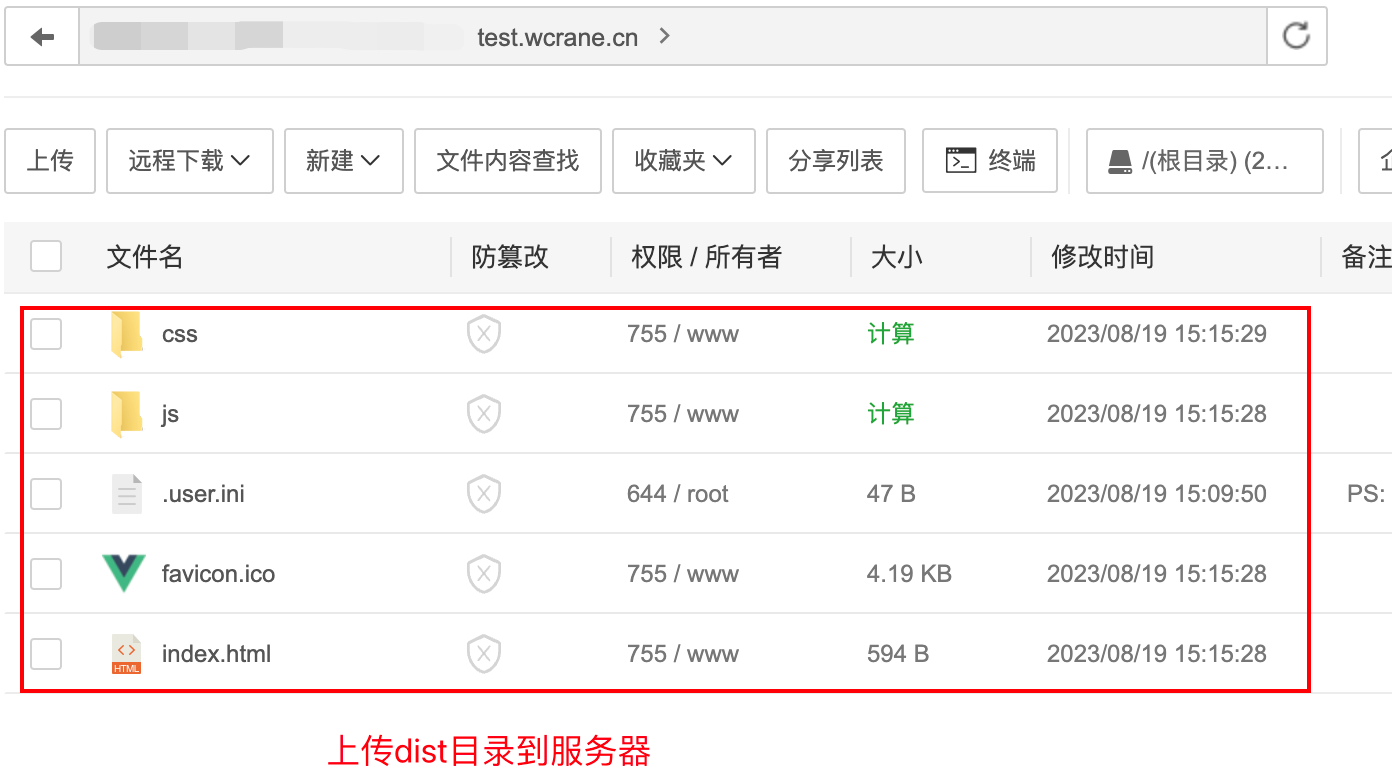 test.wcrane.cn
上传 远程下载 新建 文件内容查找 收藏夹 分享列表 终端 /(根目录) (2...
文件名 防篡改 权限 / 所有者 大小 修改时间 备注
css 755 / www 计算 2023/08/19 15:15:29
js 755 / www 计算 2023/08/19 15:15:28
.user.ini 644 / root 47 B 2023/08/19 15:09:50 PS:
favicon.ico 755 / www 4.19 KB 2023/08/19 15:15:28
HTML index.html 755 / www 594 B 2023/08/19 15:15:28
上传dist目录到服务器